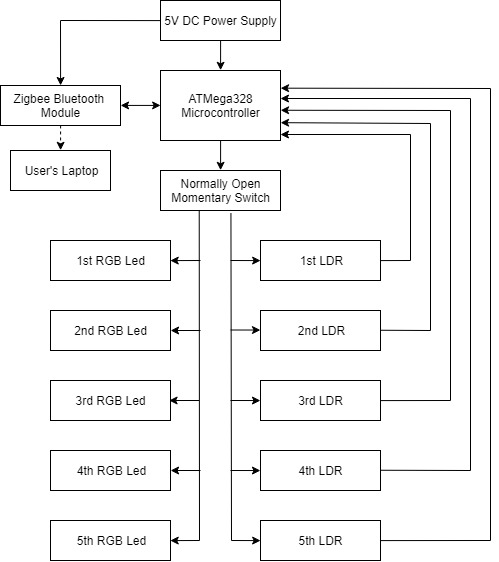 5V DC Power Supply
Zigbee Bluetooth
Module
ATMega328
Microcontroller
User's Laptop
Normally Open
Momentary Switch
1st RGB Led
1st LDR
2nd RGB Led
2nd LDR
3rd RGB Led
3rd LDR
4th RGB Led
4th LDR
5th RGB Led
5th LDR